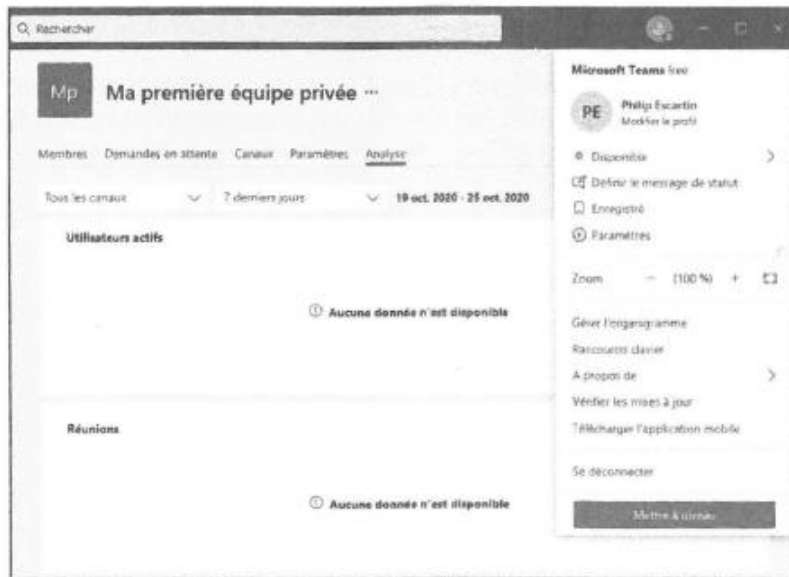 Rechercher
Mp
Ma première équipe privée ...
Membres Demandes en attente Canaux Paramètres Analyse
Tous les canaux 7 derniers jours 19 oct. 2020 - 25 oct. 2020
Utilisateurs actifs
Aucune donnée n'est disponible
Réunions
Aucune donnée n'est disponible
Microsoft Teams free
PE
Philip Escartin
Modifier le profil
Disponible
Définir le message de statut
Enregistré
Paramètres
Zoom — (100 %) +
Gérer l'organigramme
Raccourcis clavier
A propos de
Vérifier les mises à jour
Télécharger l'application mobile
Se déconnecter
Mettre à niveau